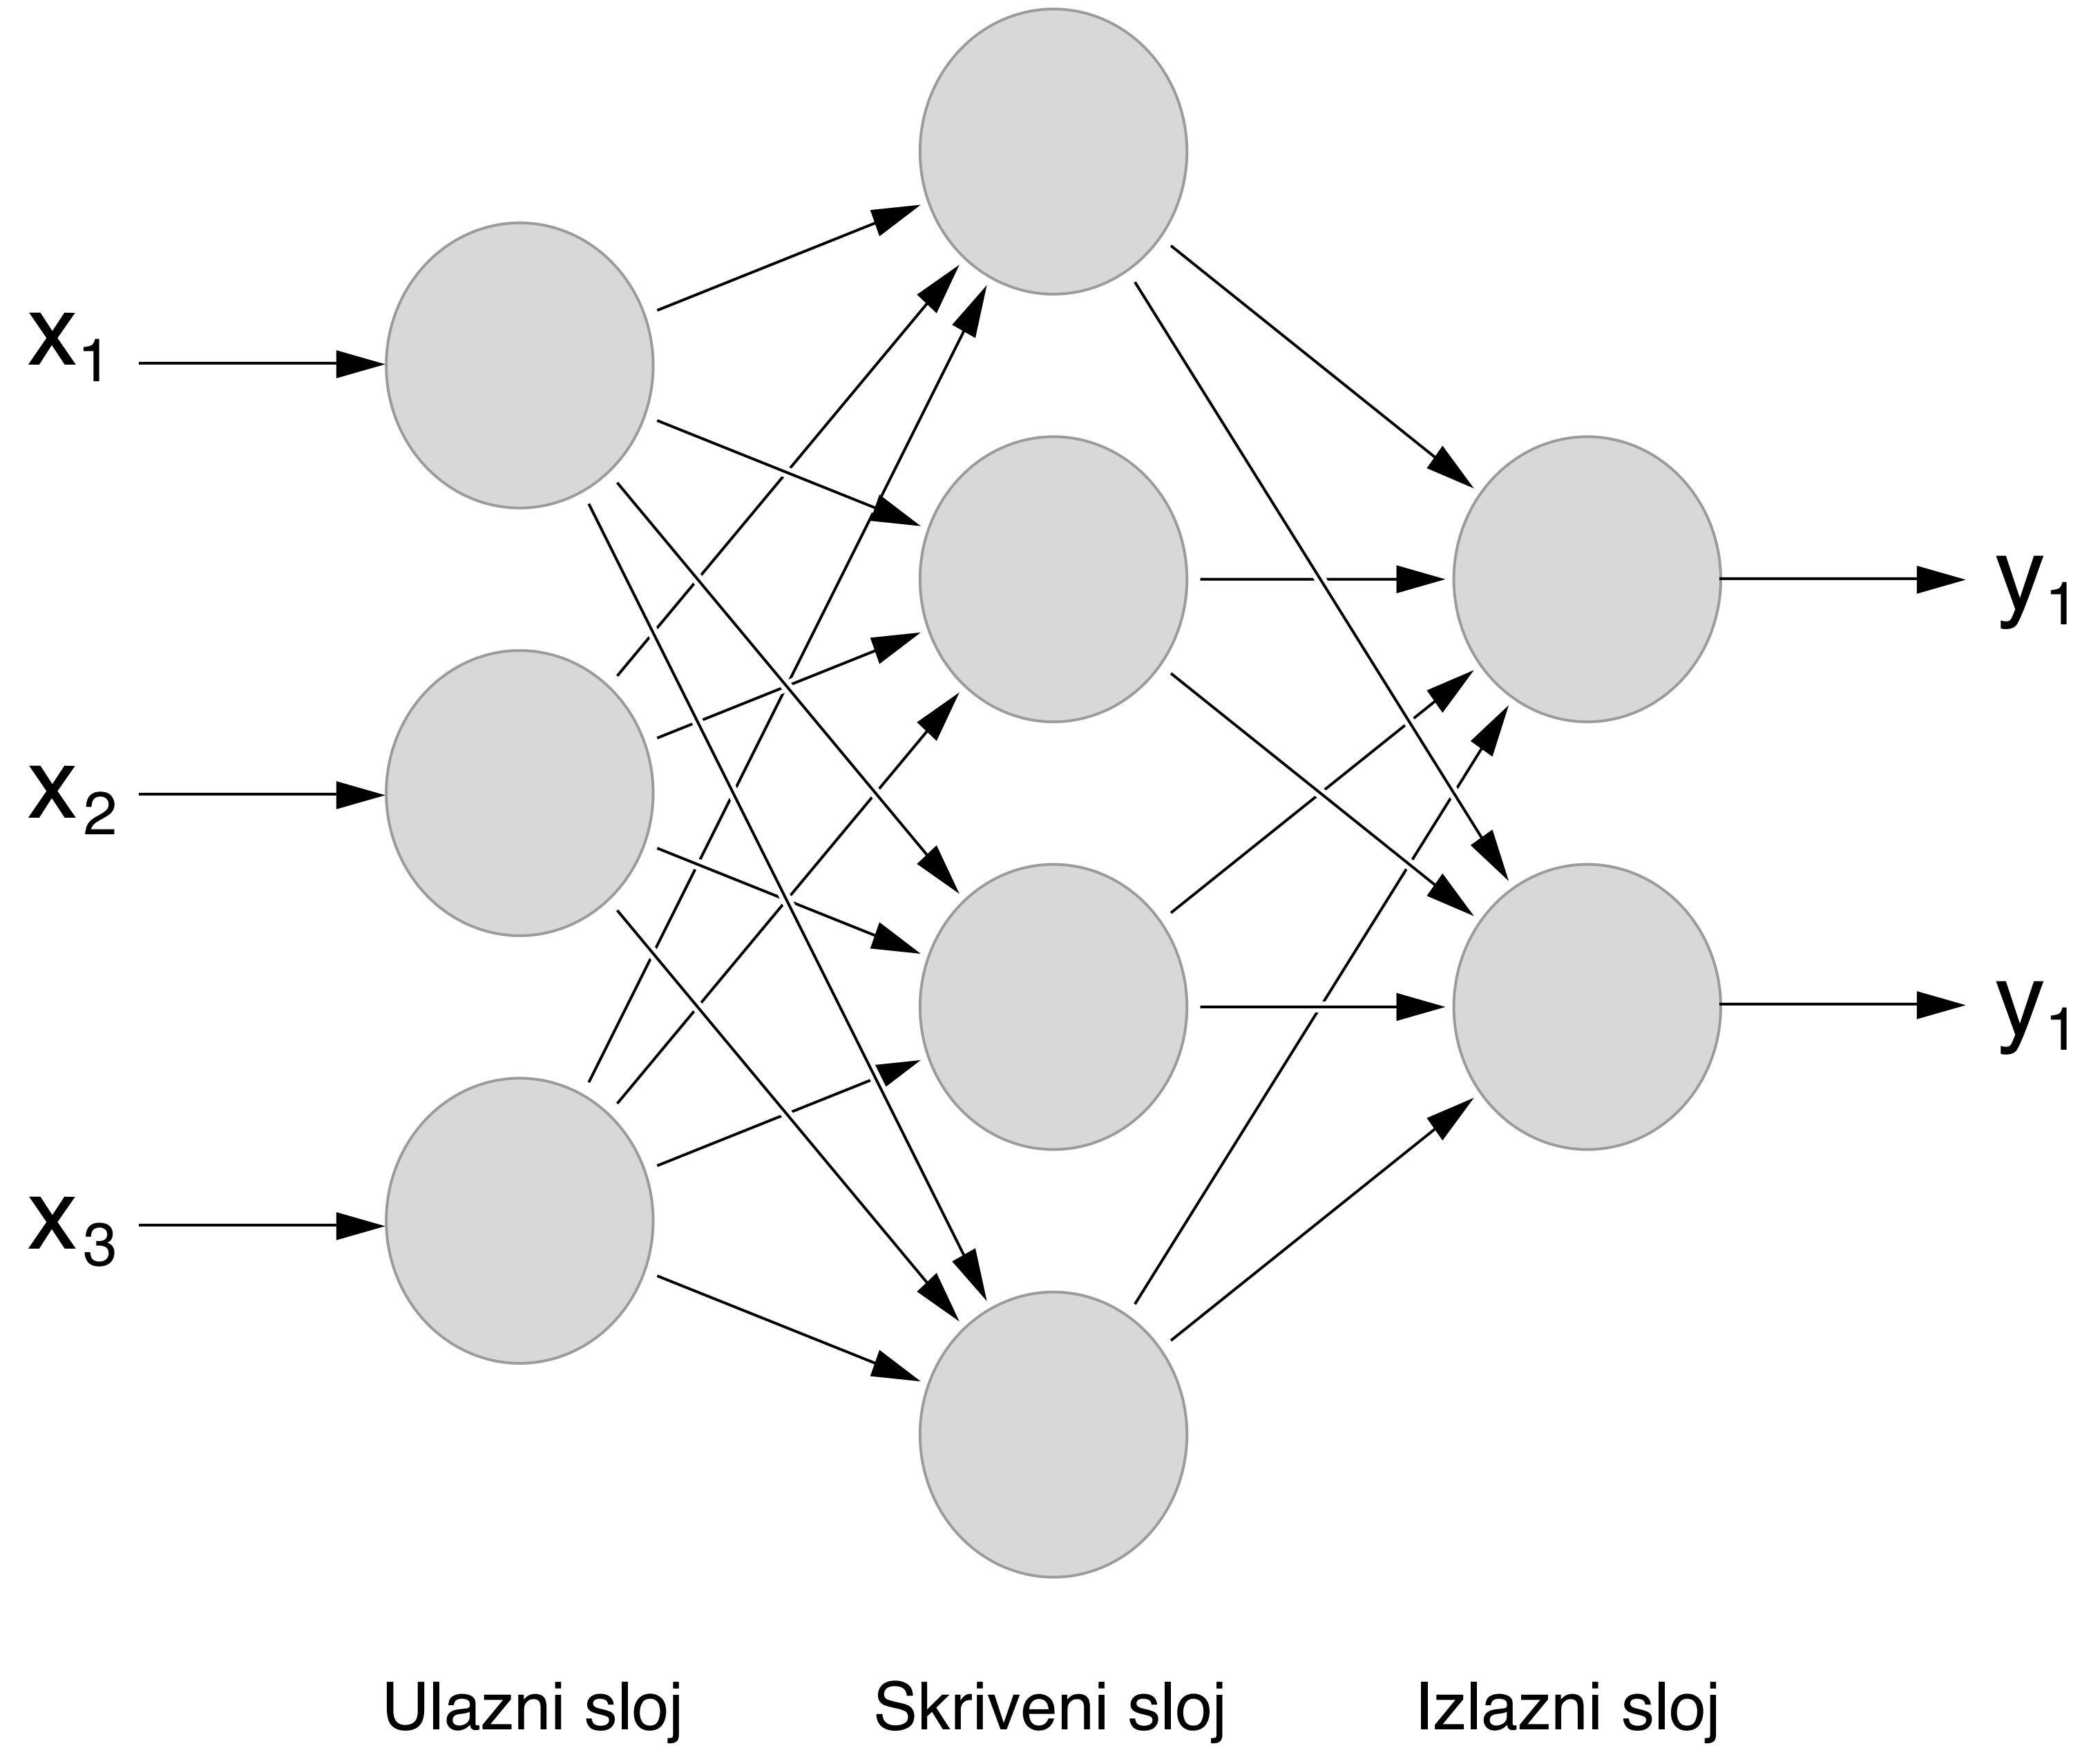 x1
x2
x3
y1
y1
Ulazni sloj
Skriveni sloj
Izlazni sloj